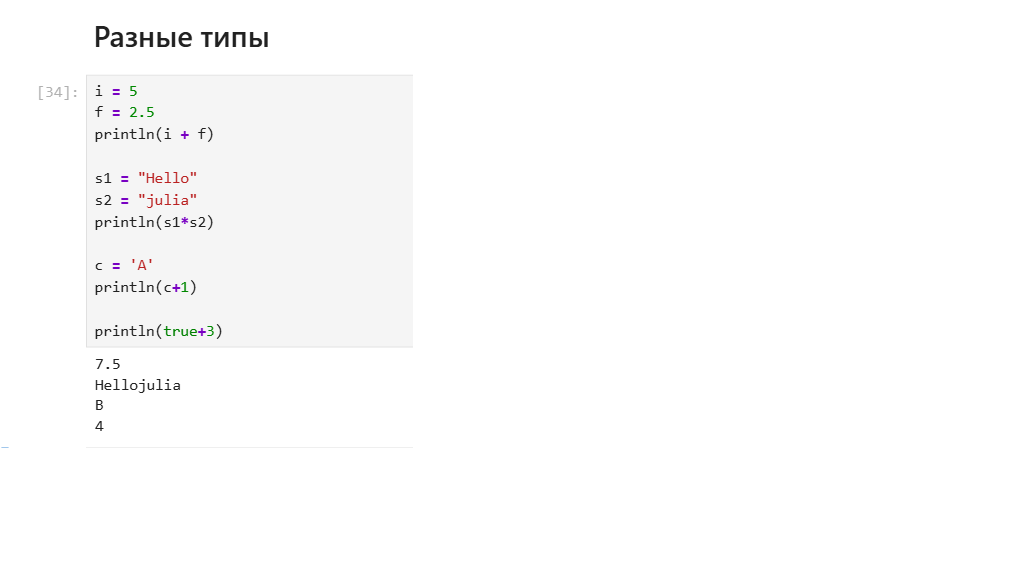 Разные типы
[34]:
i = 5
f = 2.5
println(i + f)
s1 = "Hello"
s2 = "julia"
println(s1*s2)
c = 'A'
println(c+1)
println(true+3)
7.5
Hellojulia
B
4